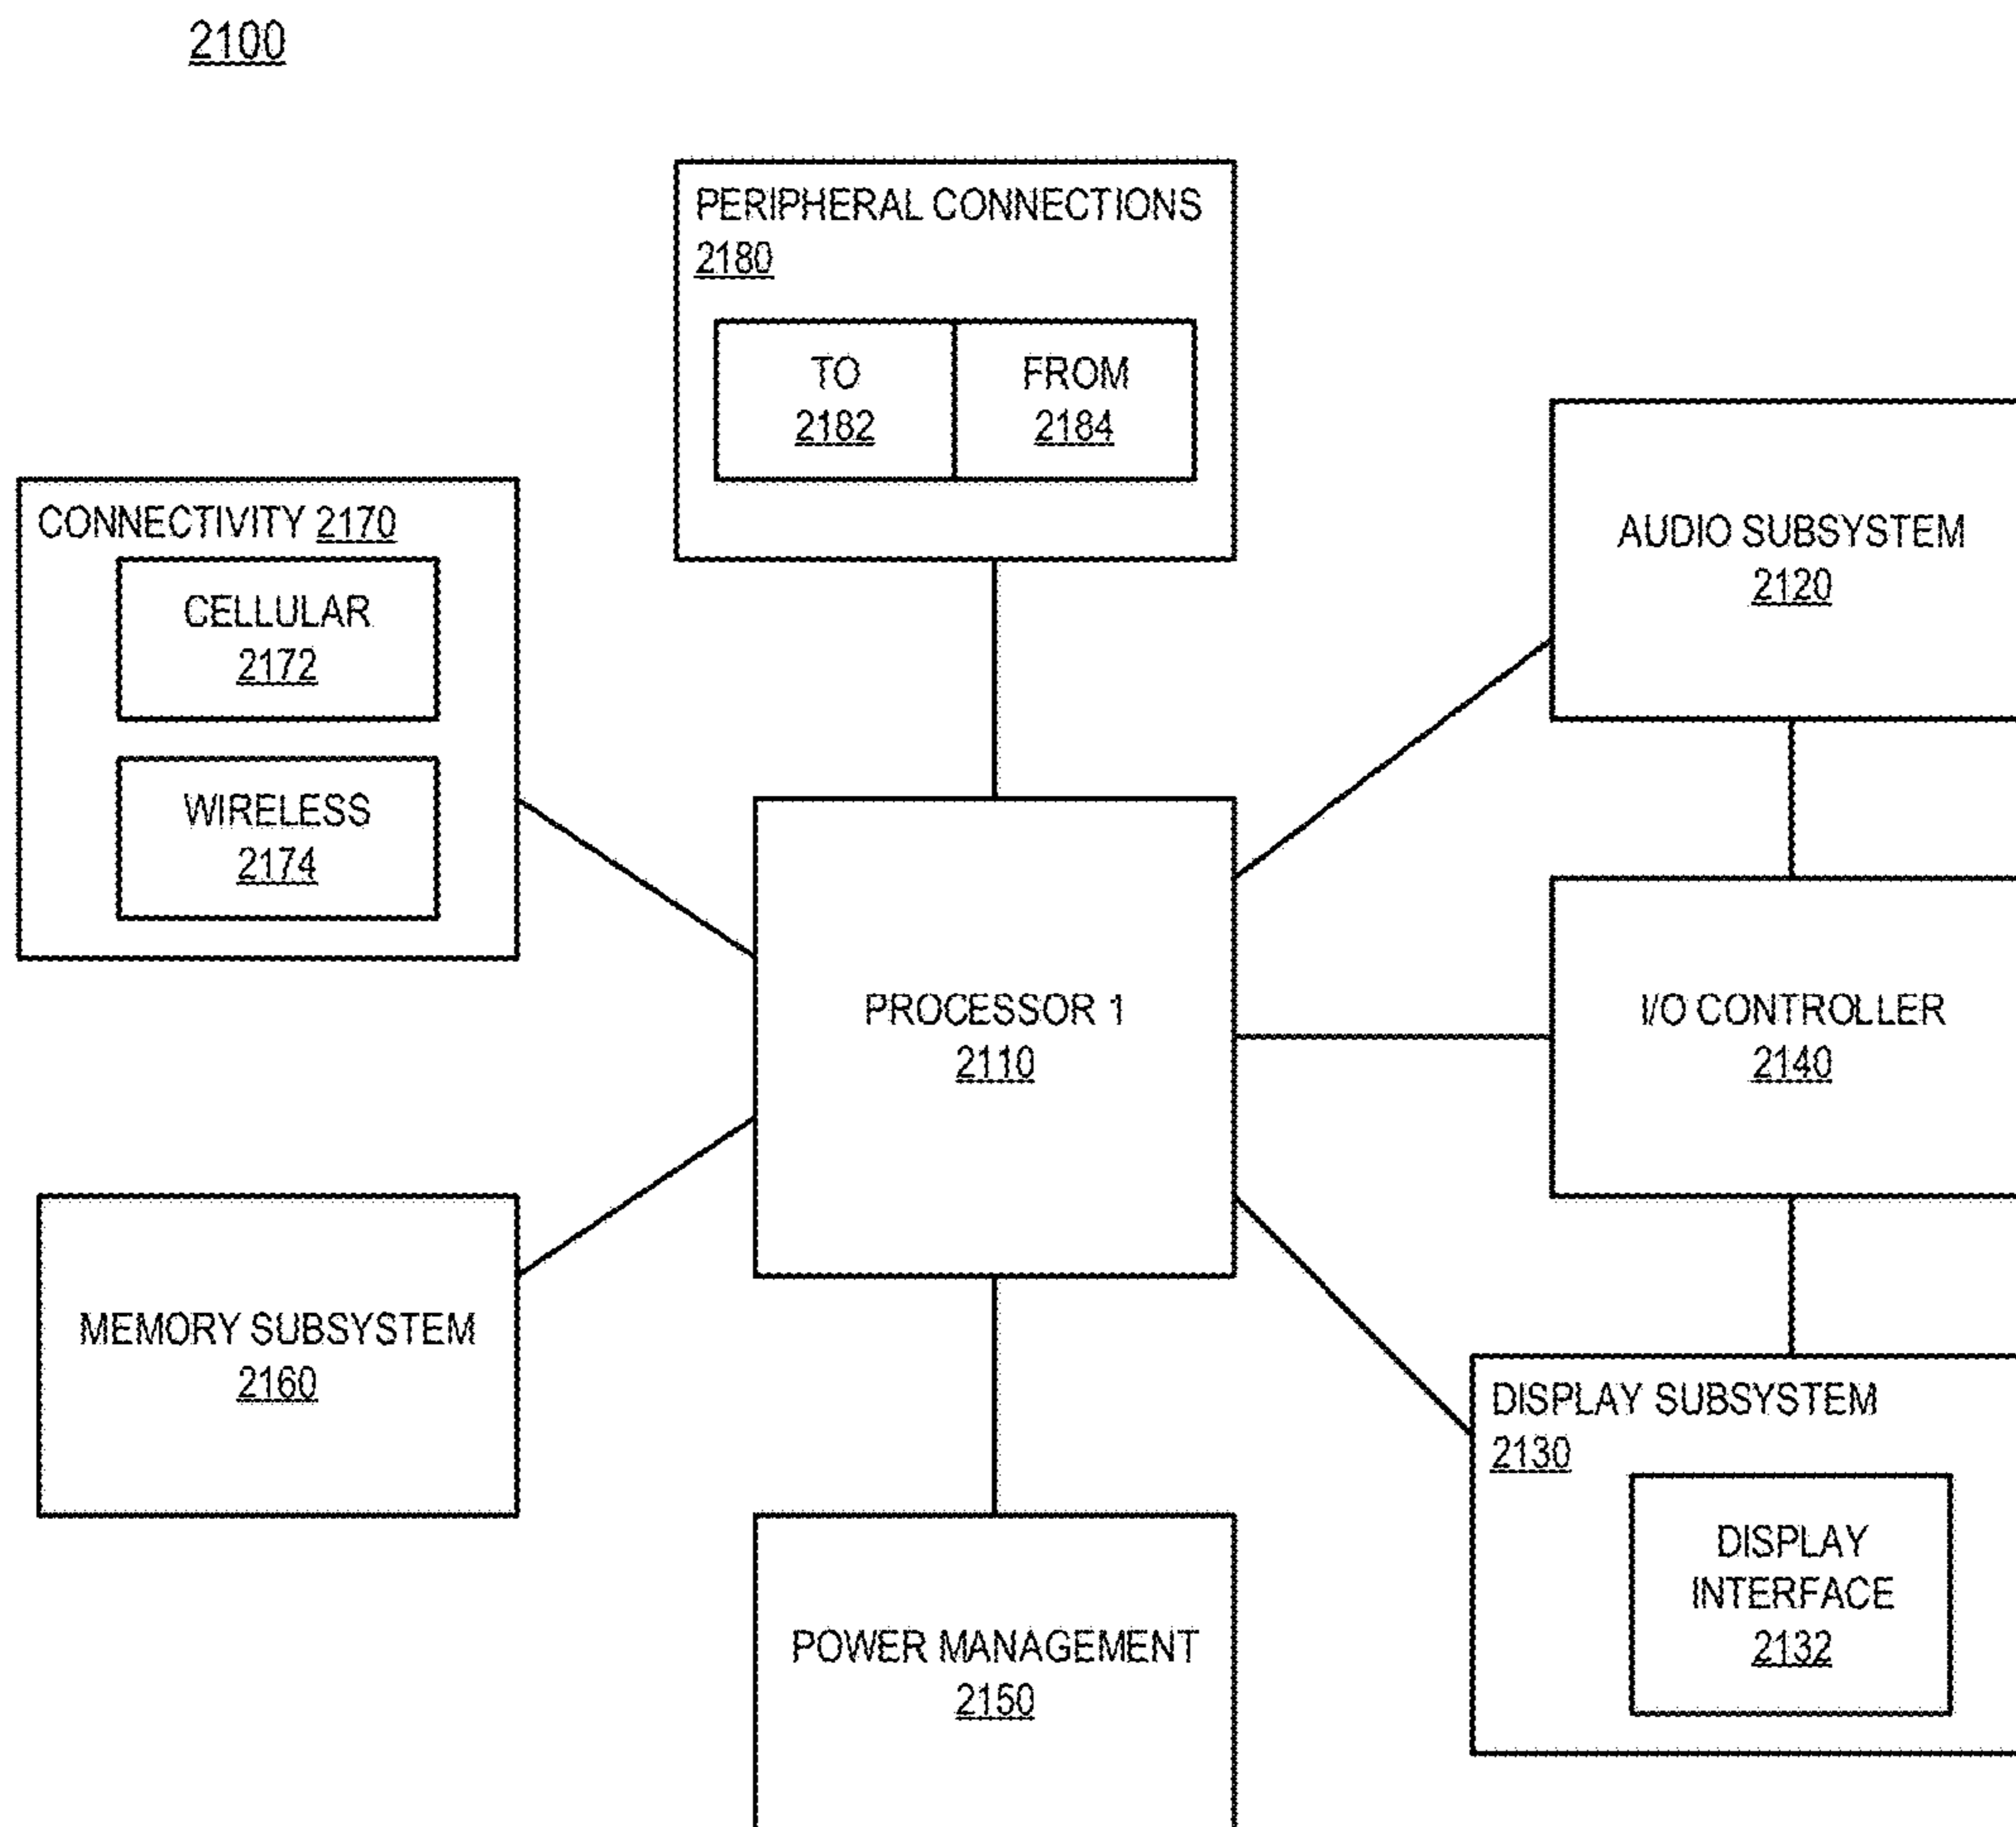 2100
PERIPHERAL CONNECTIONS
2180
TO
2182
FROM
2184
AUDIO SUBSYSTEM
2120
CONNECTIVITY 2170
CELLULAR
2172
WIRELESS
2174
PROCESSOR 1
2110
I/O CONTROLLER
2140
MEMORY SUBSYSTEM
2160
DISPLAY SUBSYSTEM
2130
DISPLAY
INTERFACE
2132
POWER MANAGEMENT
2150